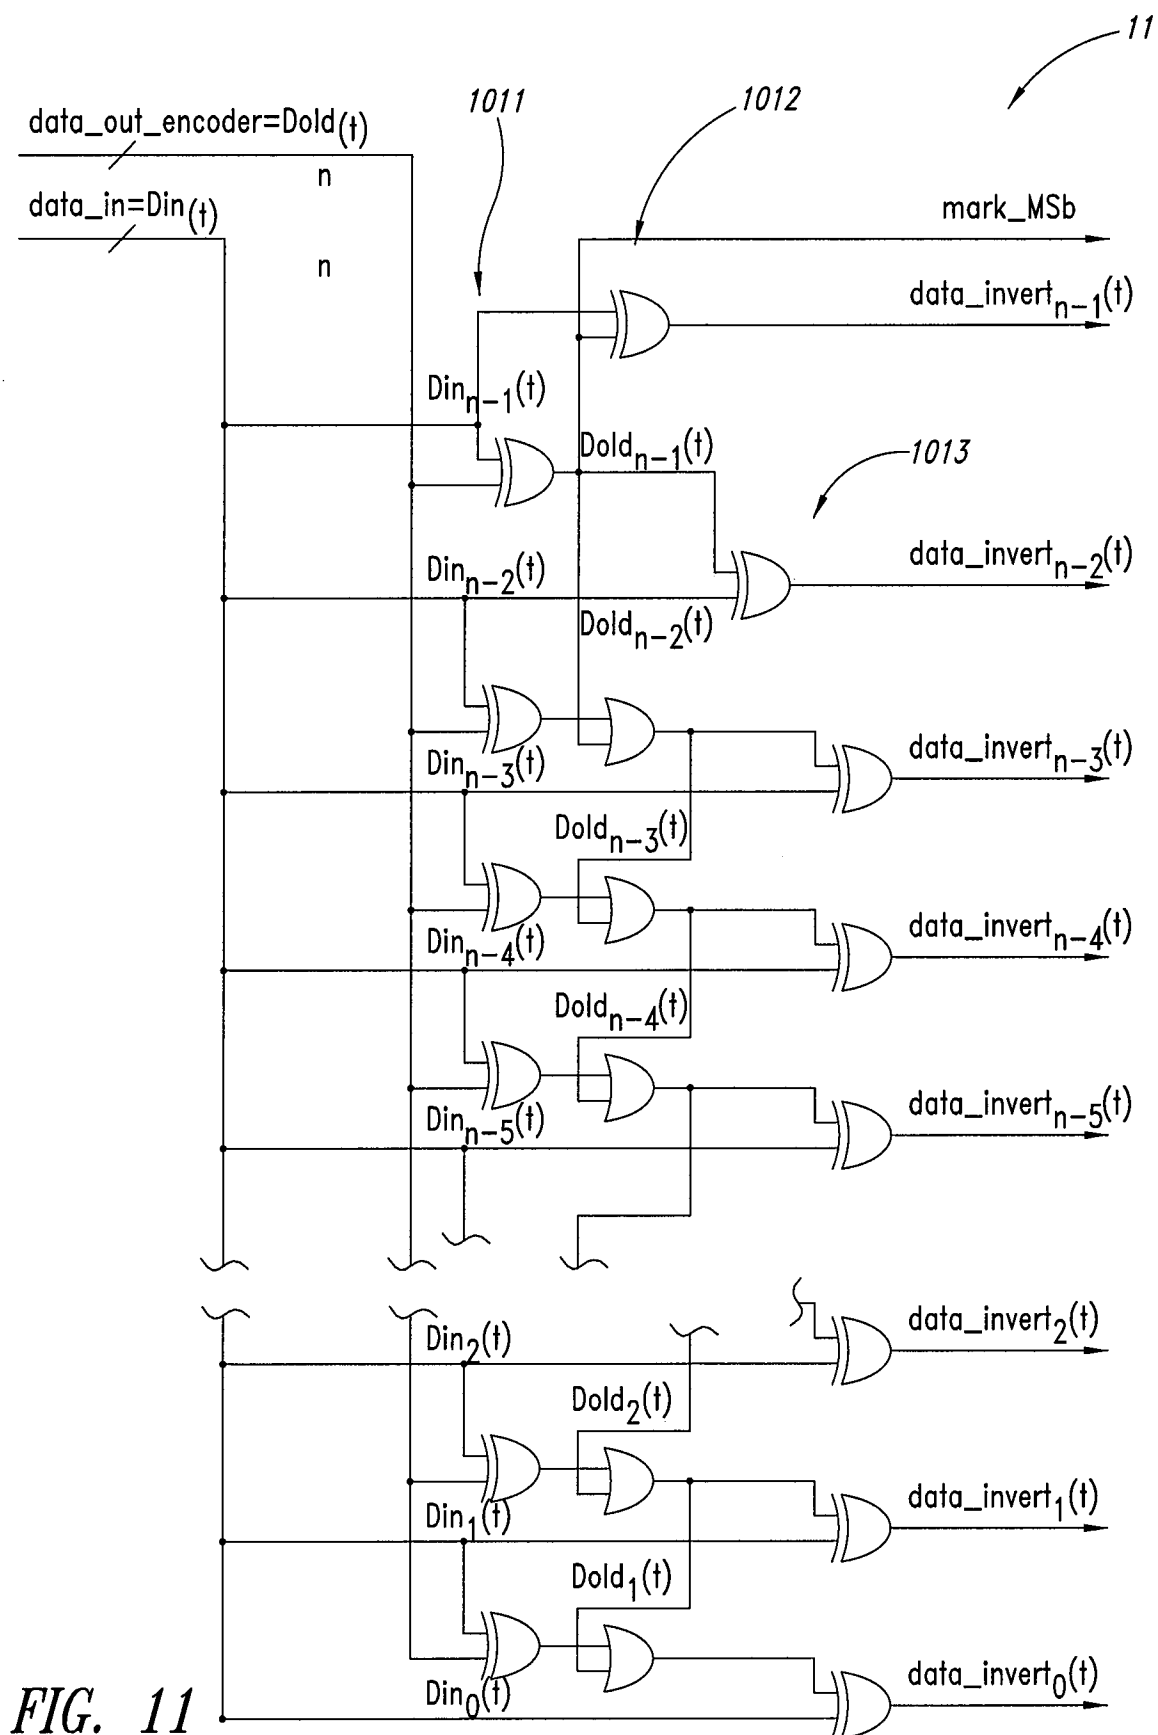 11
1011
1012
data_out_encoder=Dold(t)
n
data_in=Din(t)
n
mark_MSb
data_invertn-1(t)
Dinn-1(t)
Doldn-1(t)
1013
Dinn-2(t)
data_invertn-2(t)
Doldn-2(t)
Dinn-3(t)
data_invertn-3(t)
Doldn-3(t)
Dinn-4(t)
data_invertn-4(t)
Doldn-4(t)
Dinn-5(t)
data_invertn-5(t)
Din2(t)
data_invert2(t)
Dold2(t)
Din1(t)
data_invert1(t)
Dold1(t)
Din0(t)
data_invert0(t)
FIG. 11